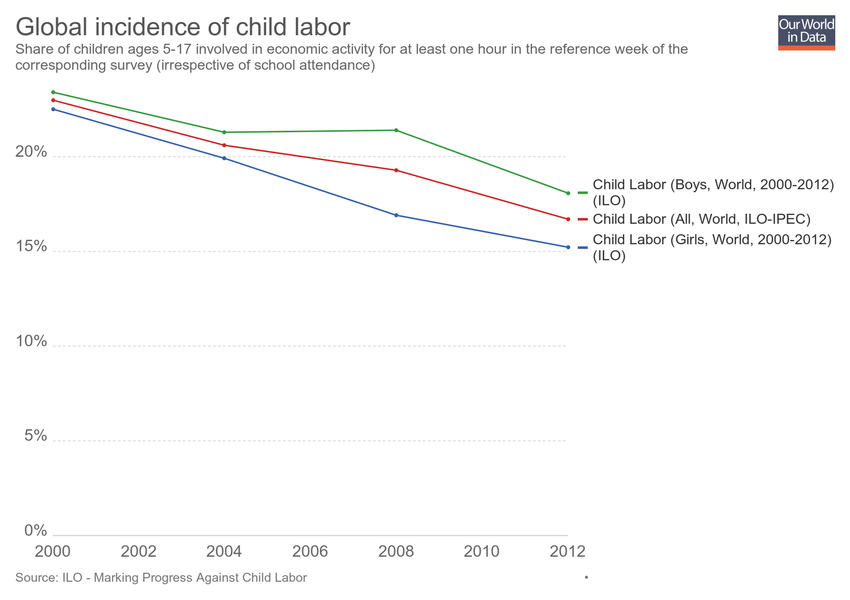 Global incidence of child labor
Share of children ages 5-17 involved in economic activity for at least one hour in the reference week of the
corresponding survey (irrespective of school attendance)
Our World
in Data
20%
15%
10%
5%
0%
Child Labor (Boys, World, 2000-2012)
(ILO)
Child Labor (All, World, ILO-IPEC)
Child Labor (Girls, World, 2000-2012)
(ILO)
2000 2002 2004 2006 2008 2010 2012
Source: ILO - Marking Progress Against Child Labor